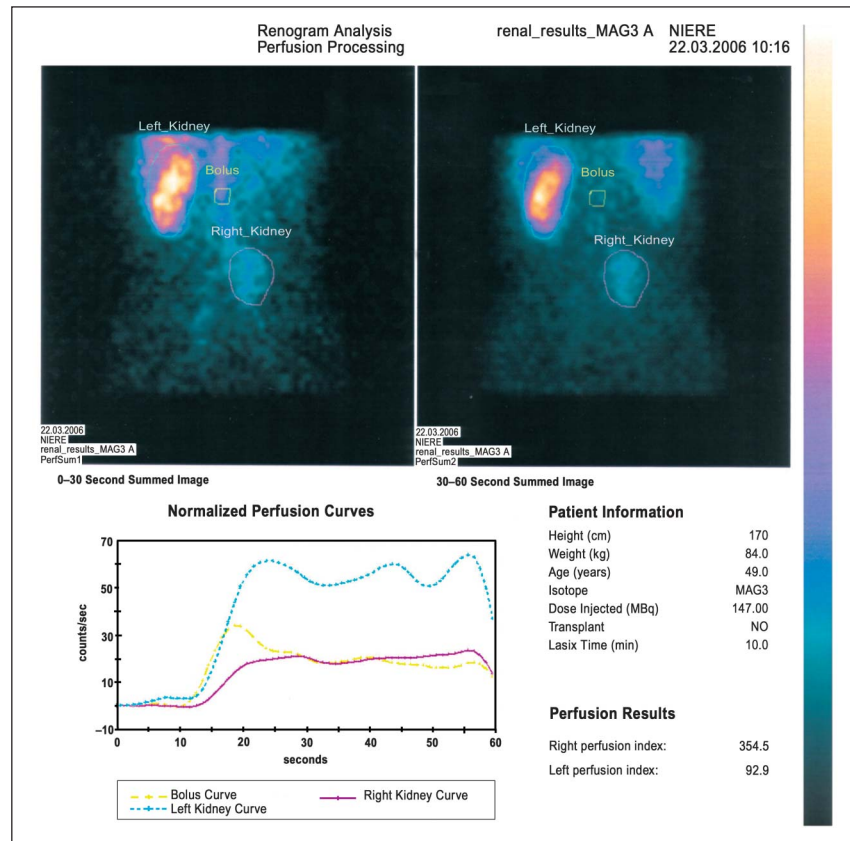 Renogram Analysis
Perfusion Processing
renal_results_MAG3 A NIERE
22.03.2006 10:16
Left_Kidney
Bolus
Right_Kidney
22.03.2006
NIERE
renal_results_MAG3 A
PerfSum1
0–30 Second Summed Image
Left_Kidney
Bolus
Right_Kidney
22.03.2006
NIERE
renal_results_MAG3 A
PerfSum2
30–60 Second Summed Image
Normalized Perfusion Curves
counts/sec
70
50
30
10
–10
0 10 20 30 40 50 60
seconds
Bolus Curve
Left Kidney Curve
Right Kidney Curve
Patient Information
Height (cm) 170
Weight (kg) 84.0
Age (years) 49.0
Isotope MAG3
Dose Injected (MBq) 147.00
Transplant NO
Lasix Time (min) 10.0
Perfusion Results
Right perfusion index: 354.5
Left perfusion index: 92.9